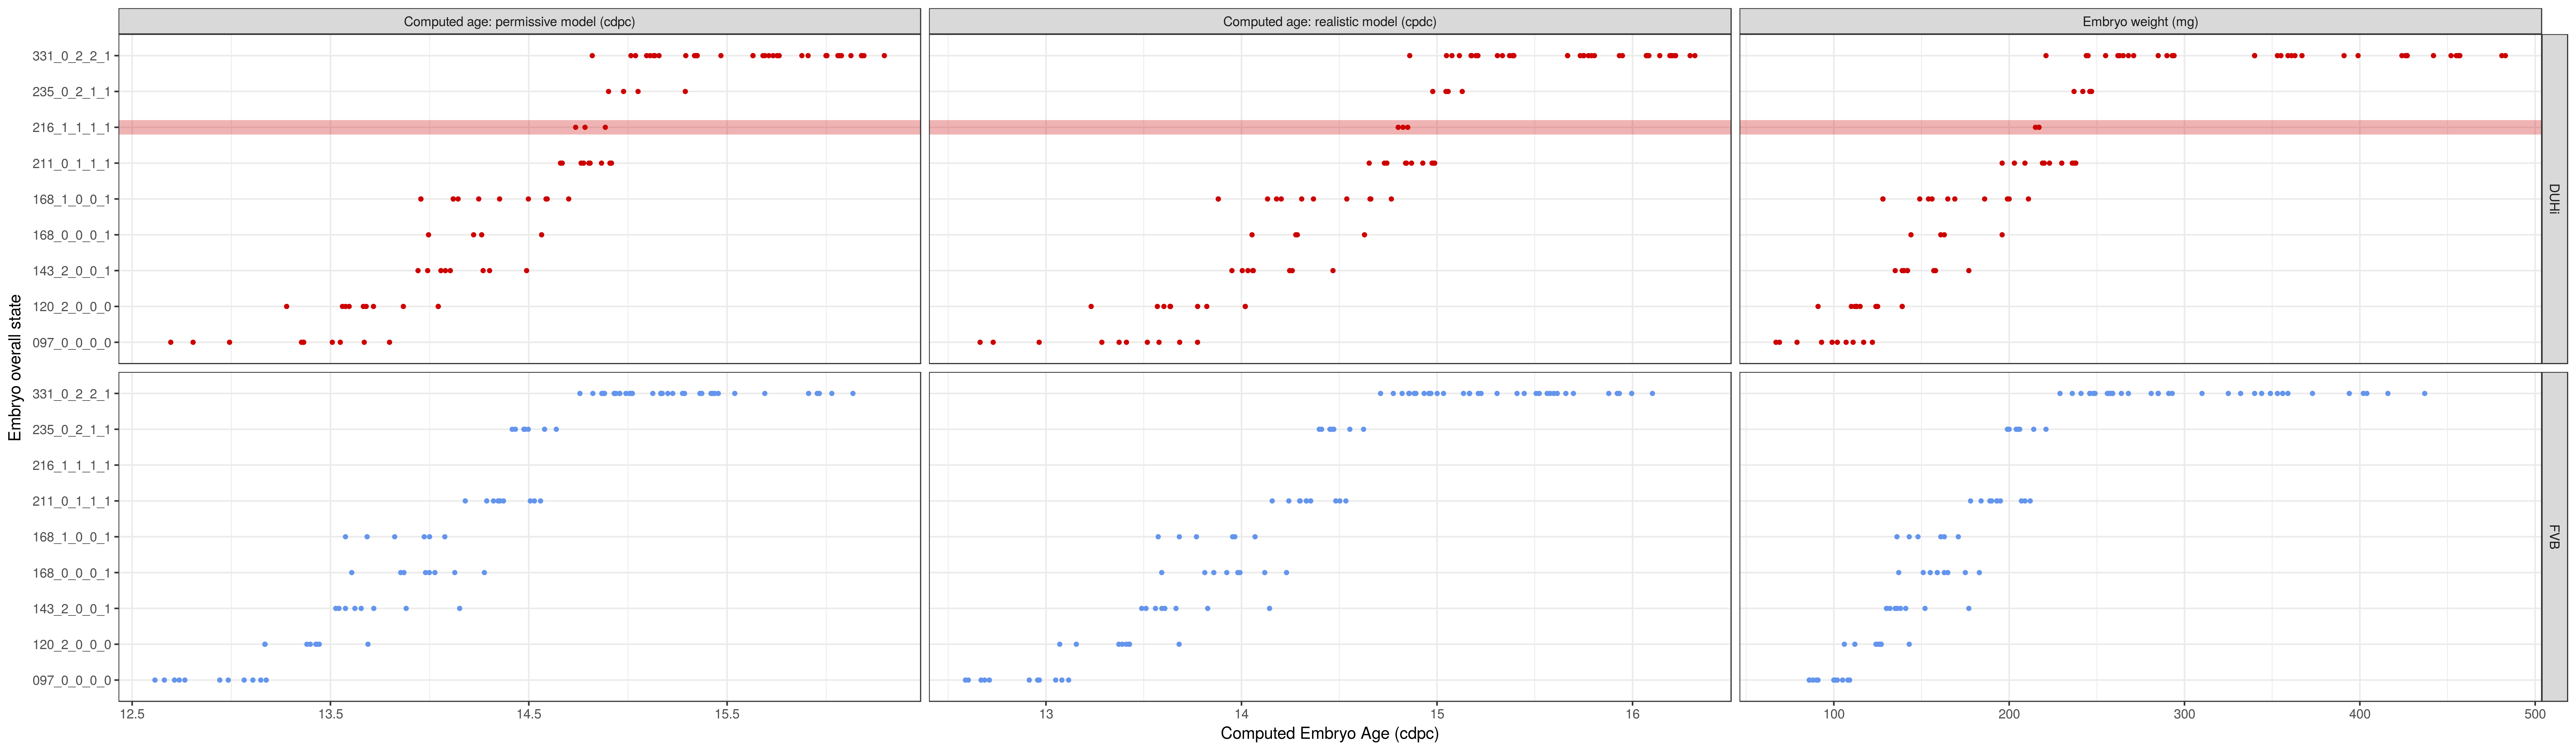 Computed age: permissive model (cdpc)
Computed age: realistic model (cpdc)
Embryo weight (mg)
Embryo overall state
331_0_2_2_1
235_0_2_1_1
216_1_1_1_1
211_0_1_1_1
168_1_0_0_1
168_0_0_0_1
143_2_0_0_1
120_2_0_0_0
097_0_0_0_0
DUHi
331_0_2_2_1
235_0_2_1_1
216_1_1_1_1
211_0_1_1_1
168_1_0_0_1
168_0_0_0_1
143_2_0_0_1
120_2_0_0_0
097_0_0_0_0
FVB
12.5 13.5 14.5 15.5
13 14 15 16
100 200 300 400 500
Computed Embryo Age (cdpc)